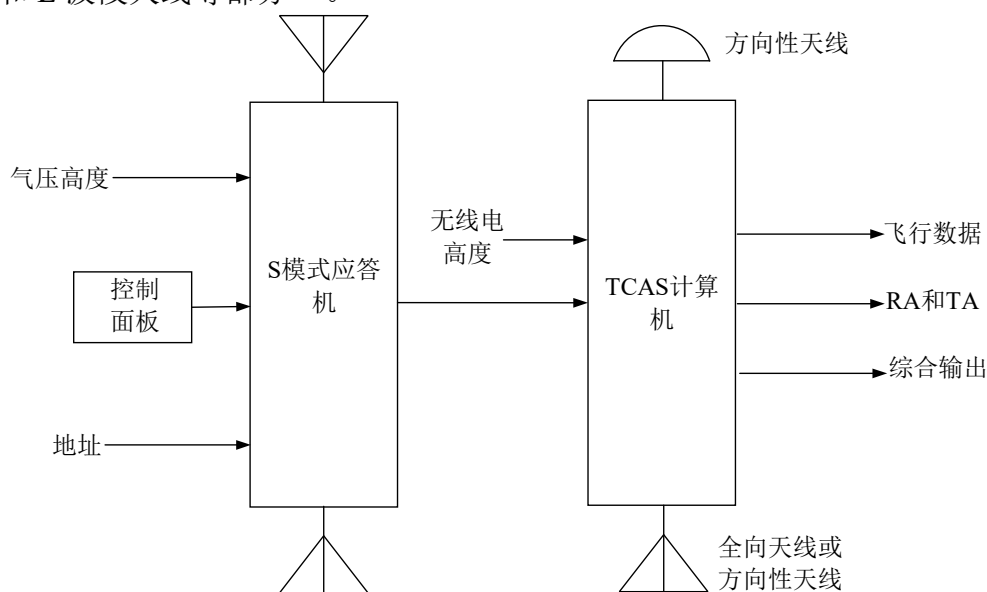 方向性天线
气压高度
无线电
高度
飞行数据
S模式应答
机
控制
面板
TCAS计算
机
RA和TA
综合输出
地址
全向天线或
方向性天线